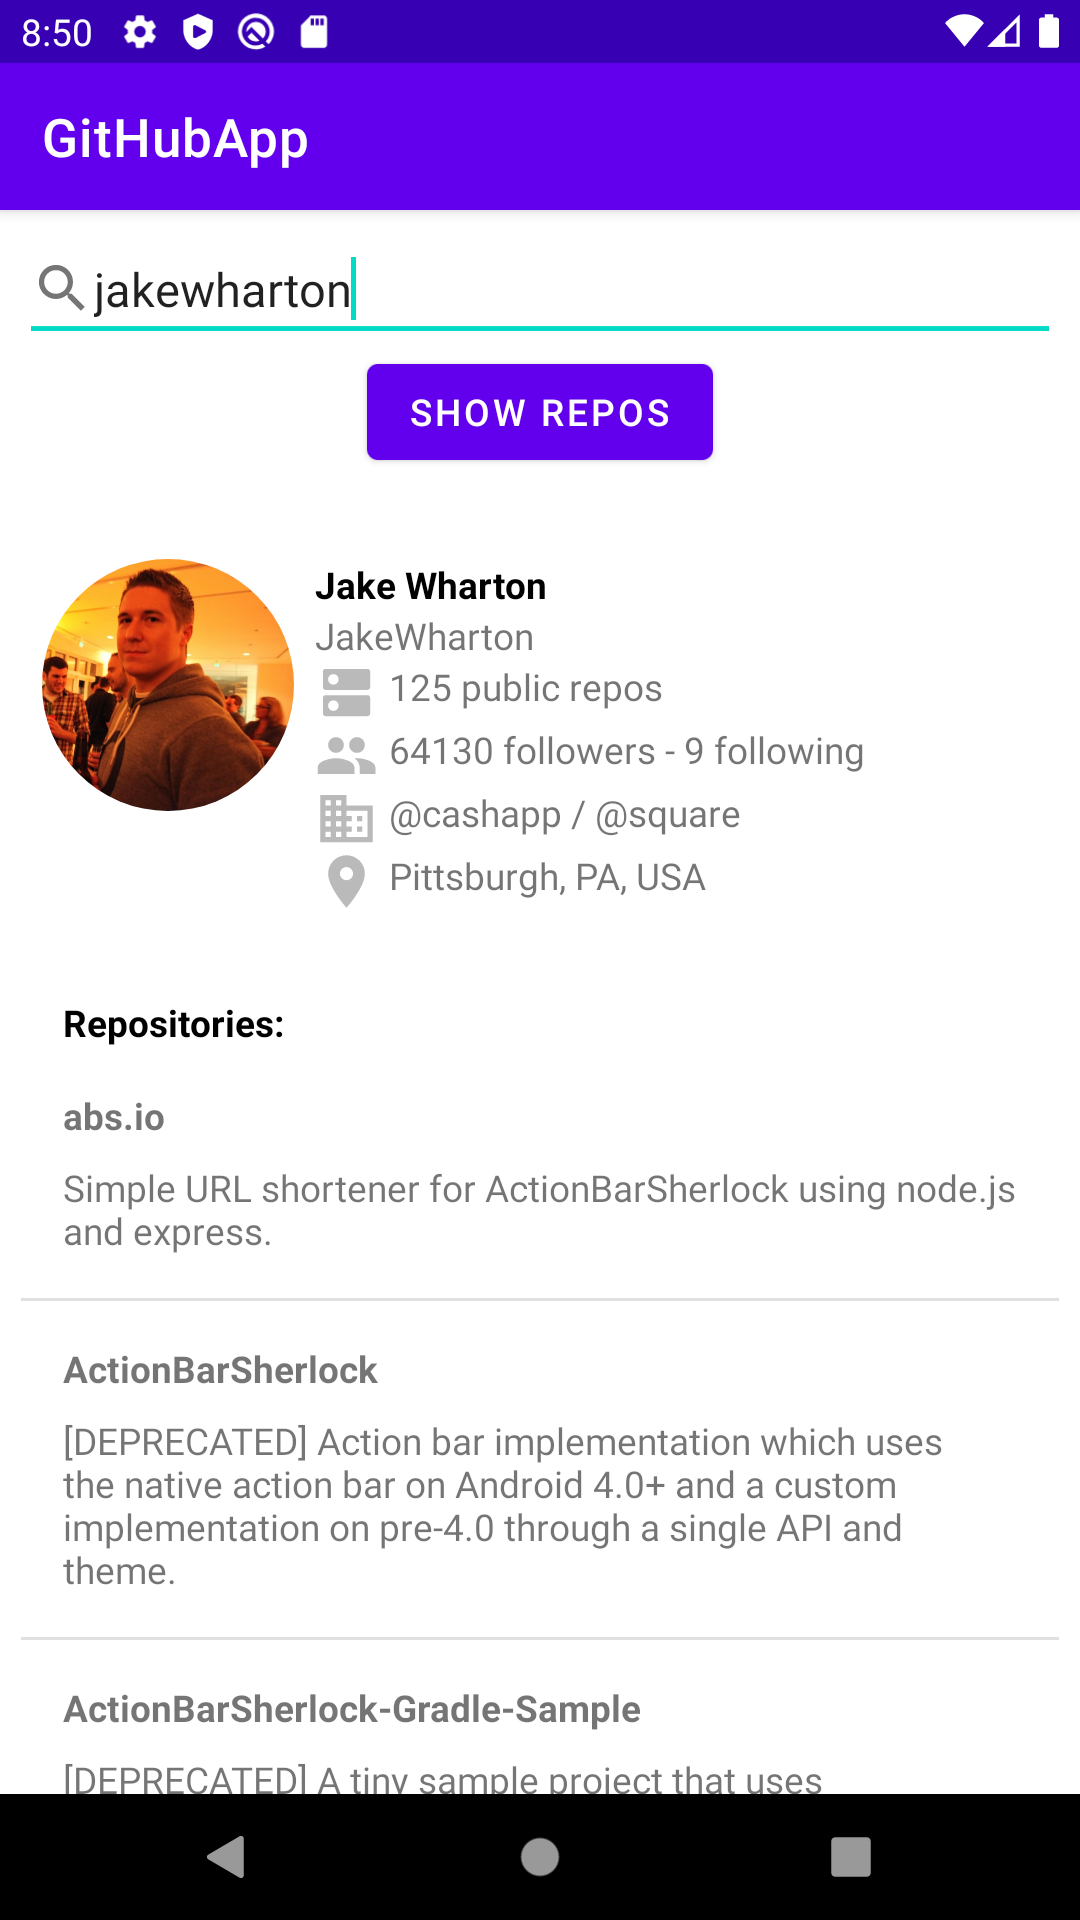 8:50
GitHubApp
jakewharton
SHOW REPOS
Jake Wharton
JakeWharton
125 public repos
64130 followers - 9 following
@cashapp / @square
Pittsburgh, PA, USA
Repositories:
abs.io
Simple URL shortener for ActionBarSherlock using node.js
and express.
ActionBarSherlock
[DEPRECATED] Action bar implementation which uses
the native action bar on Android 4.0+ and a custom
implementation on pre-4.0 through a single API and
theme.
ActionBarSherlock-Gradle-Sample
[DEPRECATED] A tiny sample project that uses